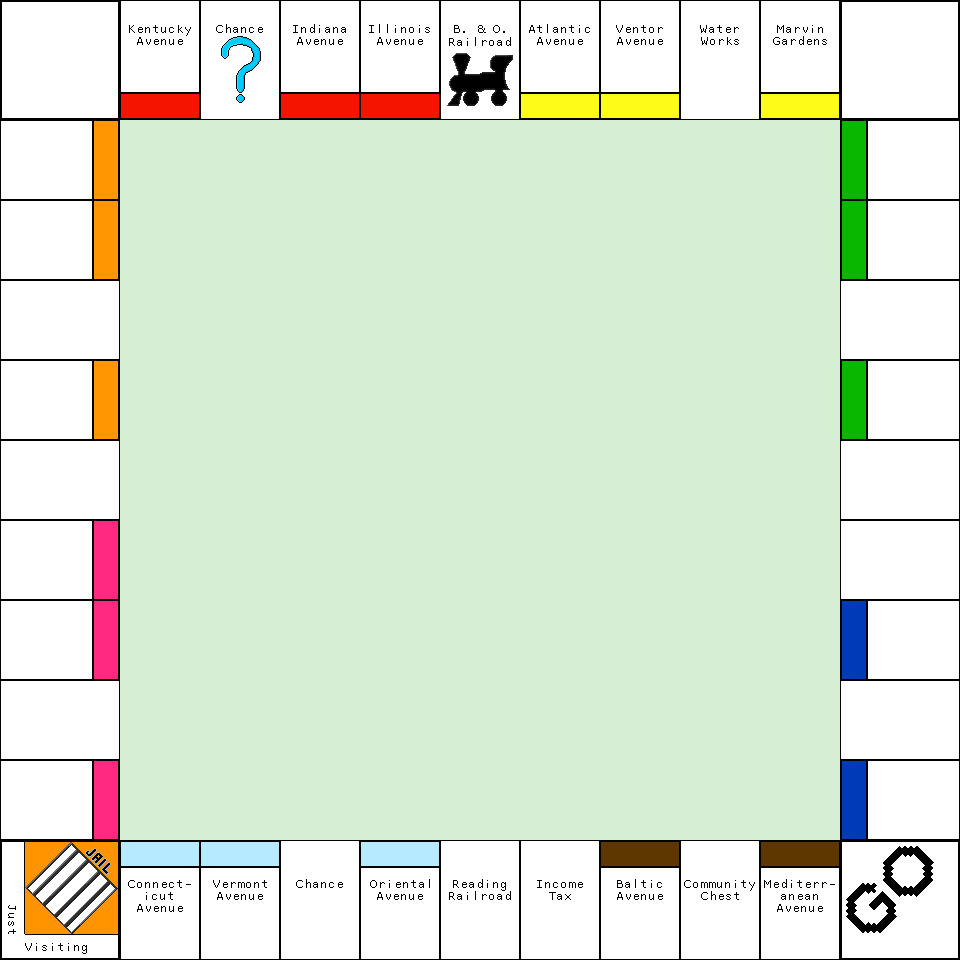 Kentucky
Avenue
Chance
?
Indiana
Avenue
Illinois
Avenue
B. & O.
Railroad
Atlantic
Avenue
Ventor
Avenue
Water
Works
Marvin
Gardens
JAIL
Just
Visiting
Connect-
icut
Avenue
Vermont
Avenue
Chance
Oriental
Avenue
Reading
Railroad
Income
Tax
Baltic
Avenue
Community
Chest
Mediterr-
anean
Avenue
GO